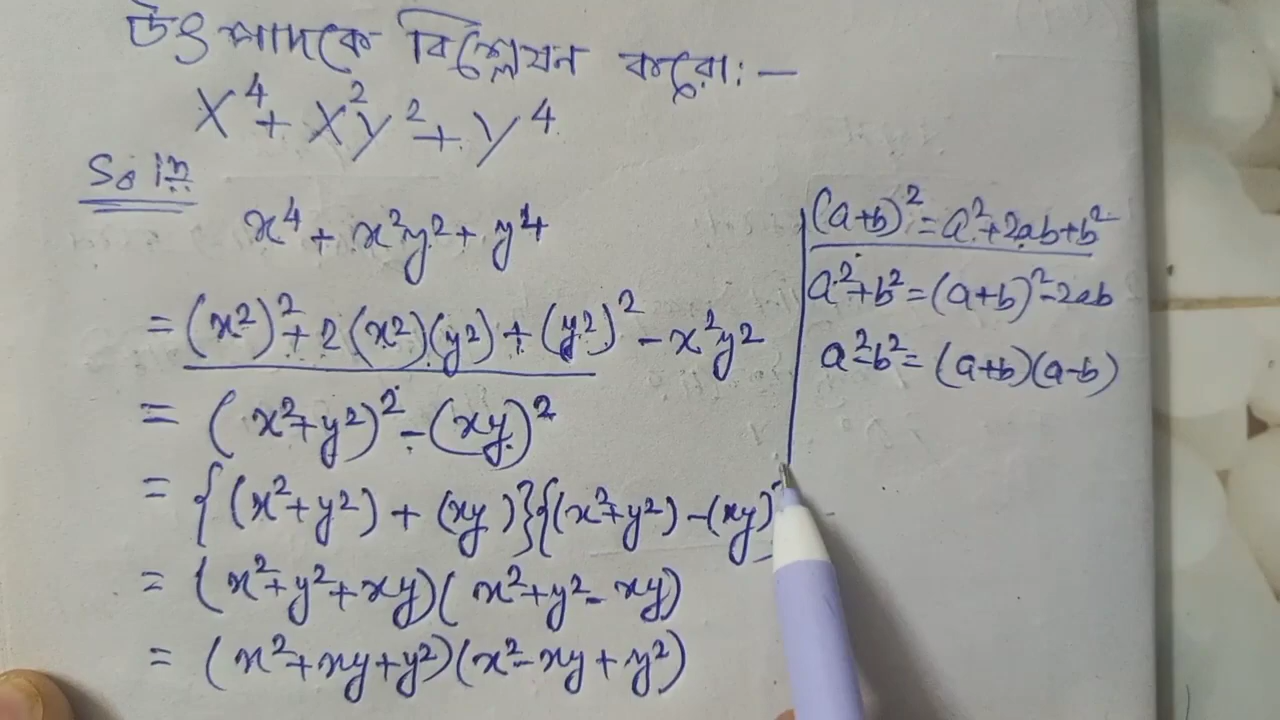 উৎপাদকে বিশ্লেষন করো:—
X⁴ + X²Y² + Y⁴
Solⁿ
x⁴ + x²y² + y⁴
= (x²)² + 2(x²)(y²) + (y²)² - x²y²
= (x²+y²)² - (xy)²
= {(x²+y²) + (xy)}{(x²+y²) - (xy)
= (x²+y²+xy)(x²+y²-xy)
= (x²+xy+y²)(x²-xy+y²)
(a+b)² = a²+2ab+b²
a²+b² = (a+b)²-2ab
a²-b² = (a+b)(a-b)